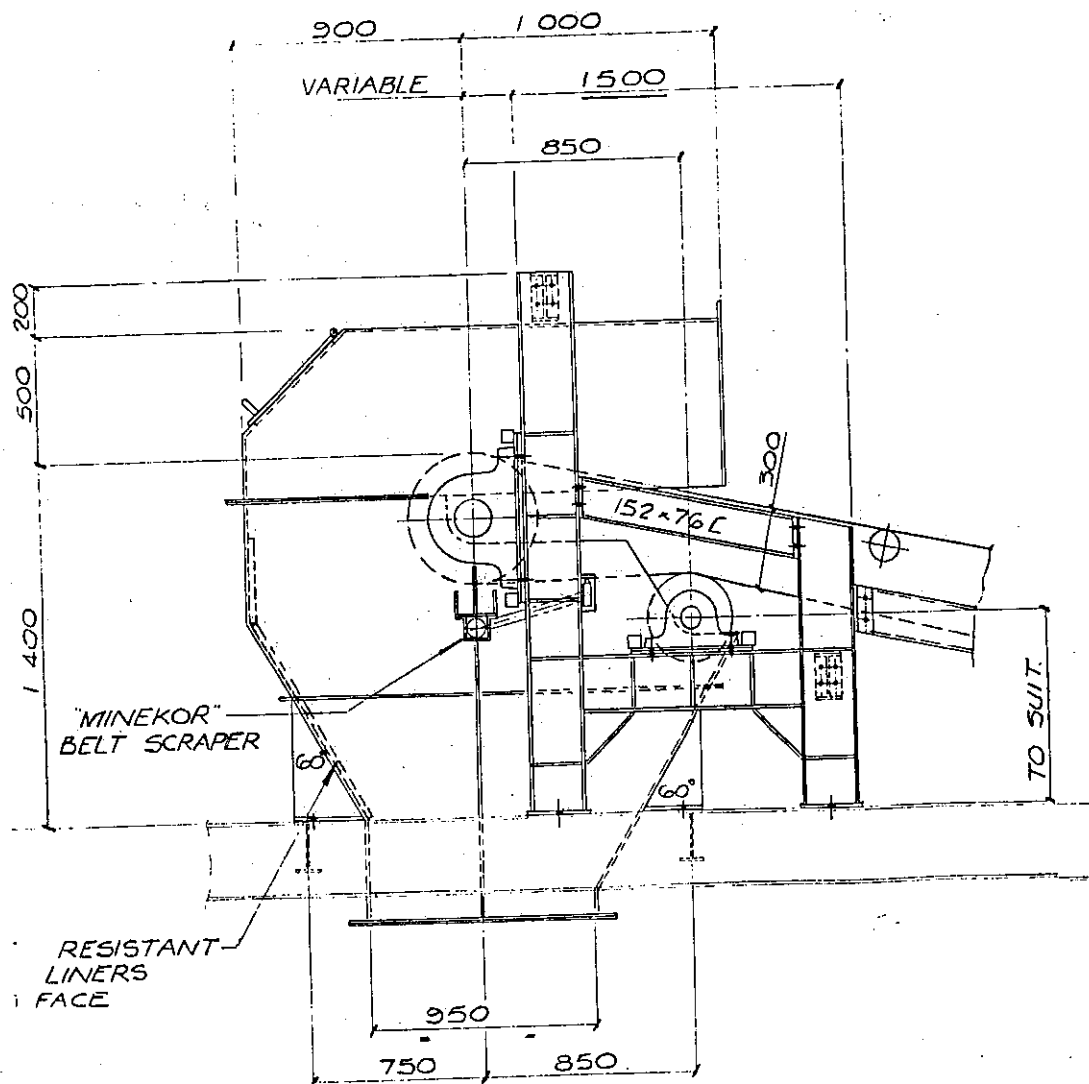 900
1 000
VARIABLE
1500
850
200
500
300
152 x 76 [
1 400
"MINEKOR"
BELT SCRAPER
60°
60°
TO SUIT.
RESISTANT
LINERS
FACE
950
750
850